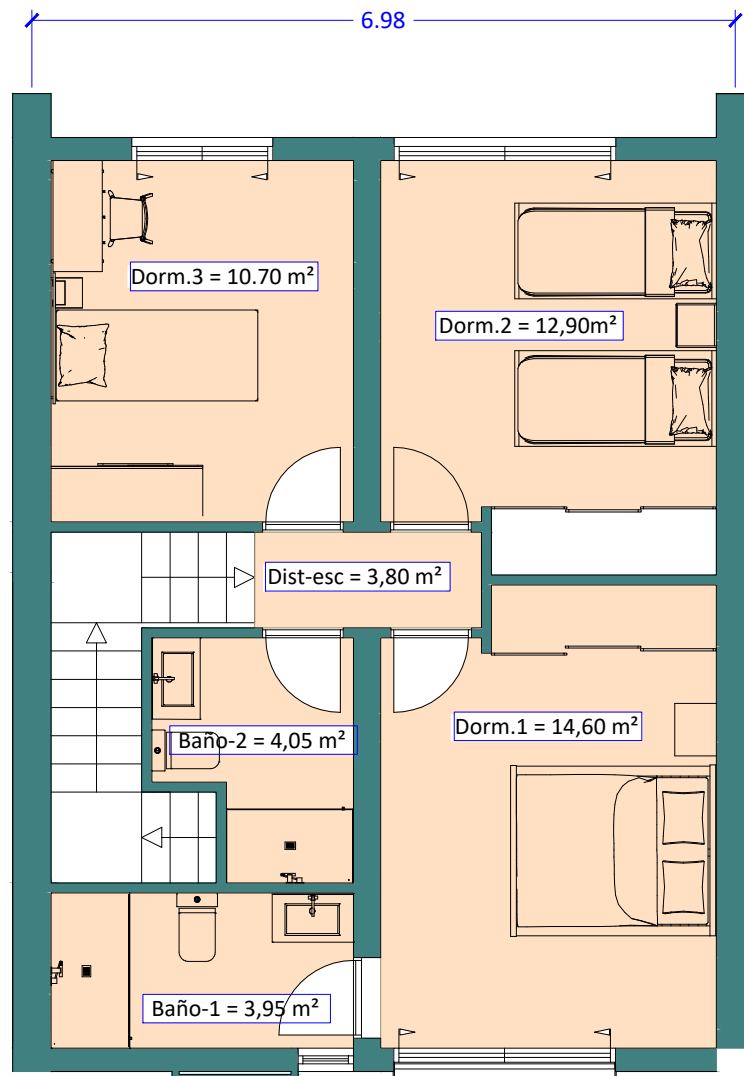 6.98
Dorm.3 = 10.70 m²
Dorm.2 = 12,90m²
Dist-esc = 3,80 m²
Baño-2 = 4,05 m²
Dorm.1 = 14,60 m²
Baño-1 = 3,95 m²